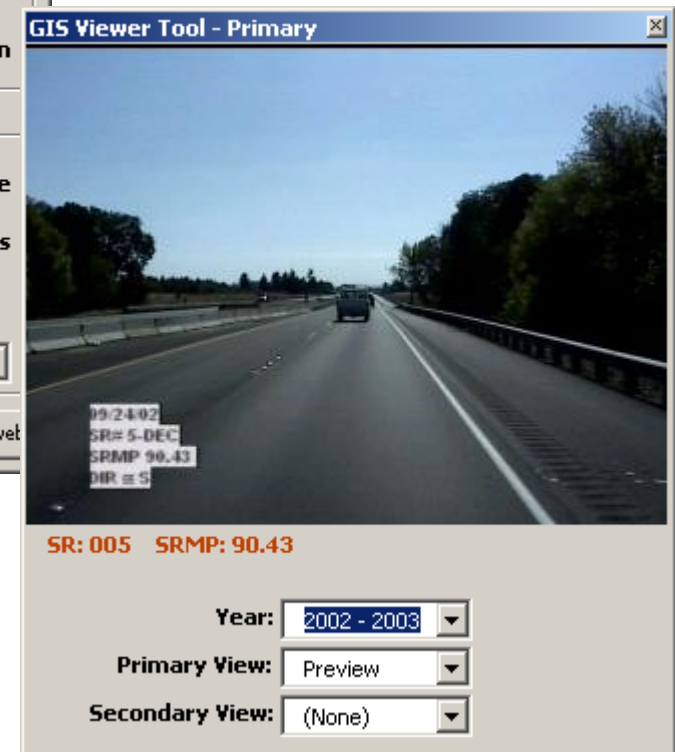 GIS Viewer Tool - Primary
n
e
s
web
09/24/02
SR# 5-DEC
SRMP 90.43
DIR = S
SR: 005 SRMP: 90.43
Year: 2002 - 2003
Primary View: Preview
Secondary View: (None)